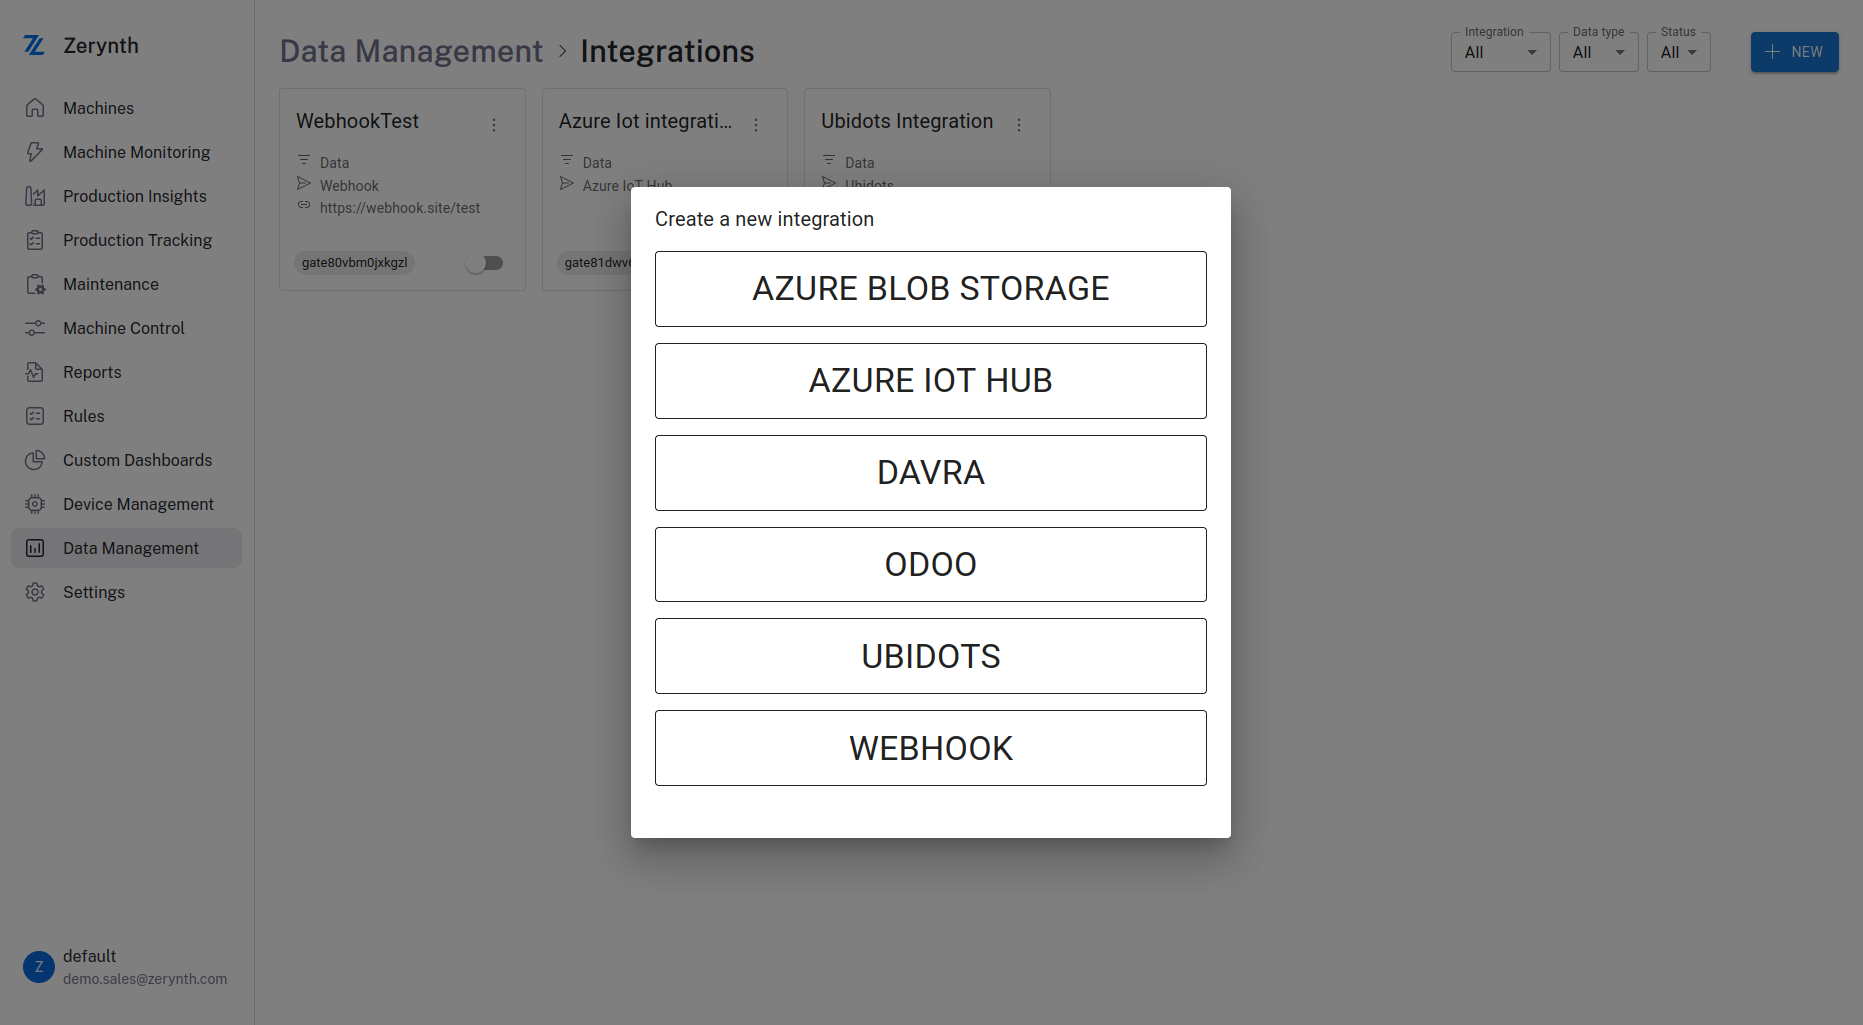 Zerynth
Machines
Machine Monitoring
Production Insights
Production Tracking
Maintenance
Machine Control
Reports
Rules
Custom Dashboards
Device Management
Data Management
Settings
Z
default
demo.sales@zerynth.com
Data Management > Integrations
Integration
All
Data type
All
Status
All
NEW
WebhookTest
Data
Webhook
https://webhook.site/test
gate80vbm0jxkgzl
Azure Iot integrati...
Data
Azure IoT Hub
gate81dwv
Ubidots Integration
Data
Ubidots
Create a new integration
AZURE BLOB STORAGE
AZURE IOT HUB
DAVRA
ODOO
UBIDOTS
WEBHOOK